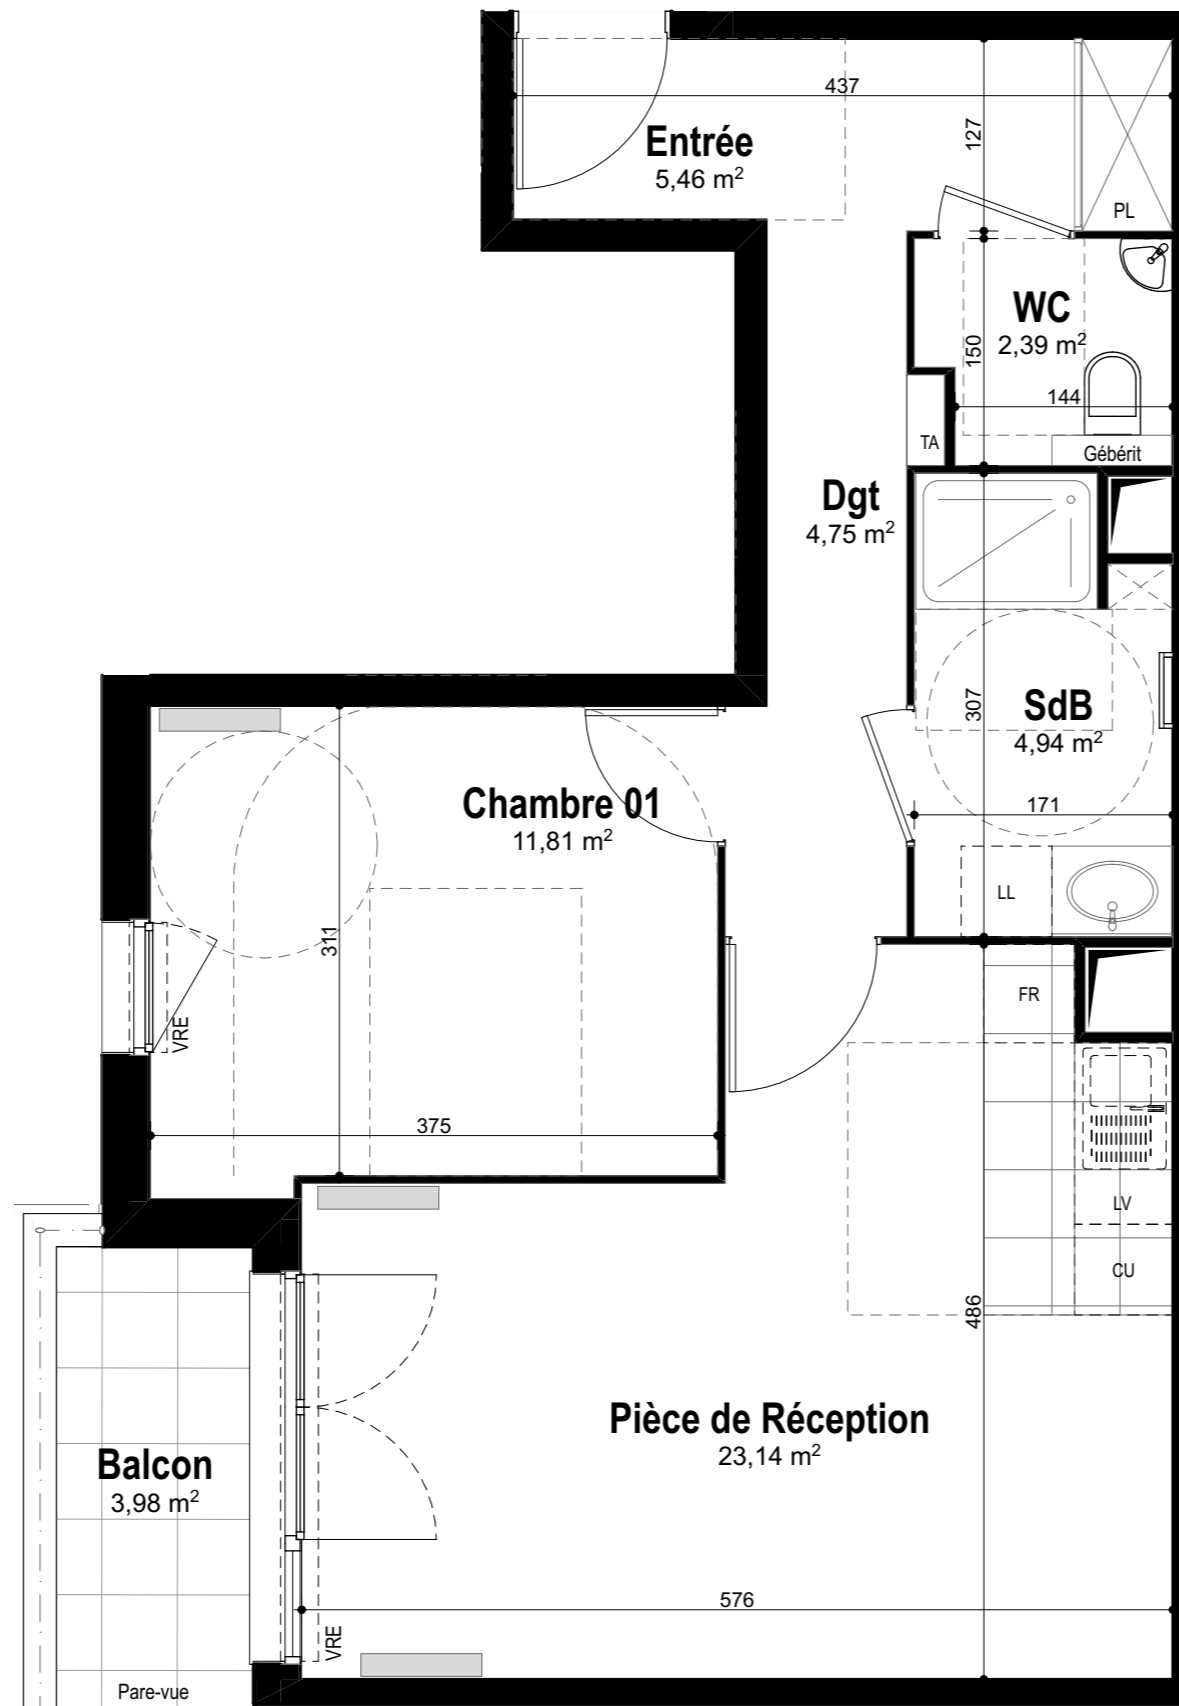 437
127
Entrée
5,46 m²
PL
WC
2,39 m²
150
144
TA
Gébérit
Dgt
4,75 m²
307
SdB
4,94 m²
171
Chambre 01
11,81 m²
LL
311
VRE
FR
375
LV
CU
486
Pièce de Réception
23,14 m²
Balcon
3,98 m²
576
VRE
Pare-vue